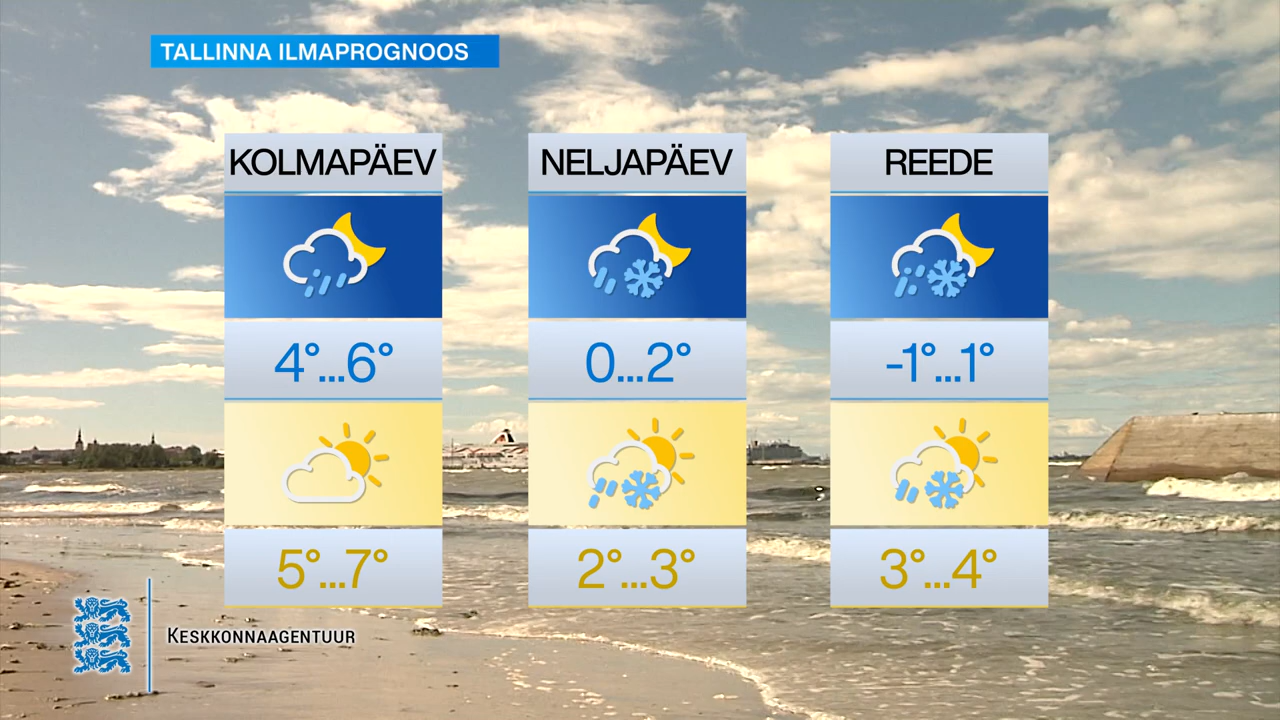 TALLINNA ILMAPROGNOOS
KOLMAPÄEV
4°...6°
5°...7°
NELJAPÄEV
0...2°
2°...3°
REEDE
-1°...1°
3°...4°
KESKKONNAAGENTUUR